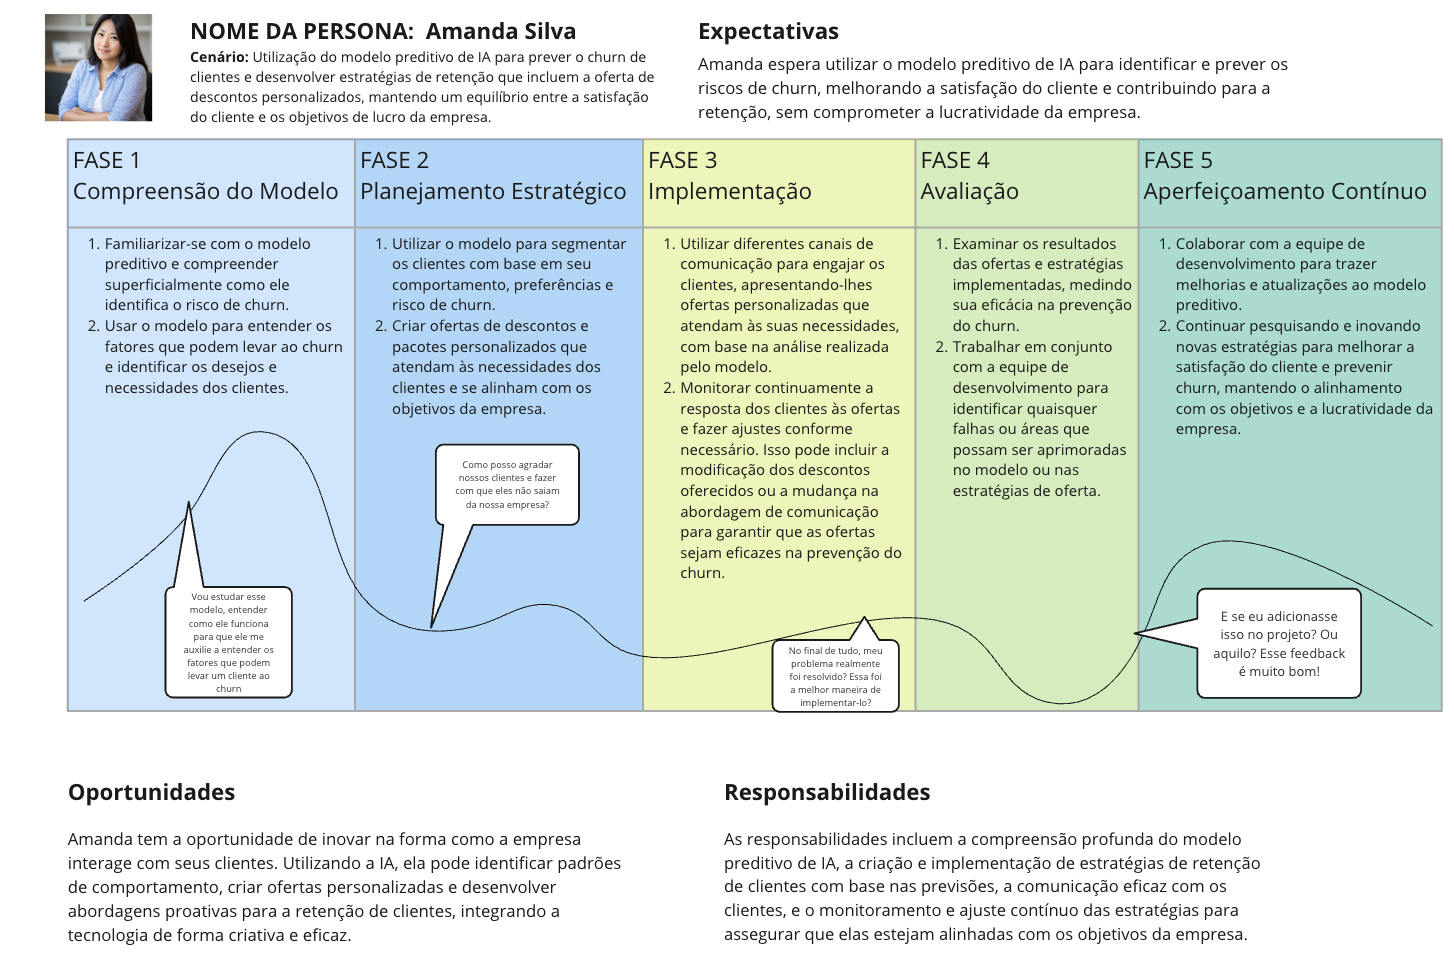 NOME DA PERSONA:  Amanda Silva
Cenário: Utilização do modelo preditivo de IA para prever o churn de
clientes e desenvolver estratégias de retenção que incluem a oferta de
descontos personalizados, mantendo um equilíbrio entre a satisfação
do cliente e os objetivos de lucro da empresa.
Expectativas
Amanda espera utilizar o modelo preditivo de IA para identificar e prever os
riscos de churn, melhorando a satisfação do cliente e contribuindo para a
retenção, sem comprometer a lucratividade da empresa.
FASE 1
Compreensão do Modelo
FASE 2
Planejamento Estratégico
FASE 3
Implementação
FASE 4
Avaliação
FASE 5
Aperfeiçoamento Contínuo
1. Familiarizar-se com o modelo
preditivo e compreender
superficialmente como ele
identifica o risco de churn.
2. Usar o modelo para entender os
fatores que podem levar ao churn
e identificar os desejos e
necessidades dos clientes.
1. Utilizar o modelo para segmentar
os clientes com base em seu
comportamento, preferências e
risco de churn.
2. Criar ofertas de descontos e
pacotes personalizados que
atendam às necessidades dos
clientes e se alinham com os
objetivos da empresa.
1. Utilizar diferentes canais de
comunicação para engajar os
clientes, apresentando-lhes
ofertas personalizadas que
atendam às suas necessidades,
com base na análise realizada
pelo modelo.
2. Monitorar continuamente a
resposta dos clientes às ofertas
e fazer ajustes conforme
necessário. Isso pode incluir a
modificação dos descontos
oferecidos ou a mudança na
abordagem de comunicação
para garantir que as ofertas
sejam eficazes na prevenção do
churn.
1. Examinar os resultados
das ofertas e estratégias
implementadas, medindo
sua eficácia na prevenção
do churn.
2. Trabalhar em conjunto
com a equipe de
desenvolvimento para
identificar quaisquer
falhas ou áreas que
possam ser aprimoradas
no modelo ou nas
estratégias de oferta.
1. Colaborar com a equipe de
desenvolvimento para trazer
melhorias e atualizações ao modelo
preditivo.
2. Continuar pesquisando e inovando
novas estratégias para melhorar a
satisfação do cliente e prevenir
churn, mantendo o alinhamento
com os objetivos e a lucratividade da
empresa.
Vou estudar esse
modelo, entender
como ele funciona
para que ele me
auxilie a entender os
fatores que podem
levar um cliente ao
churn
Como posso agradar
nossos clientes e fazer
com que eles não saiam
da nossa empresa?
No final de tudo, meu
problema realmente
foi resolvido? Essa foi
a melhor maneira de
implementar-lo?
E se eu adicionasse
isso no projeto? Ou
aquilo? Esse feedback
é muito bom!
Oportunidades
Amanda tem a oportunidade de inovar na forma como a empresa
interage com seus clientes. Utilizando a IA, ela pode identificar padrões
de comportamento, criar ofertas personalizadas e desenvolver
abordagens proativas para a retenção de clientes, integrando a
tecnologia de forma criativa e eficaz.
Responsabilidades
As responsabilidades incluem a compreensão profunda do modelo
preditivo de IA, a criação e implementação de estratégias de retenção
de clientes com base nas previsões, a comunicação eficaz com os
clientes, e o monitoramento e ajuste contínuo das estratégias para
assegurar que elas estejam alinhadas com os objetivos da empresa.